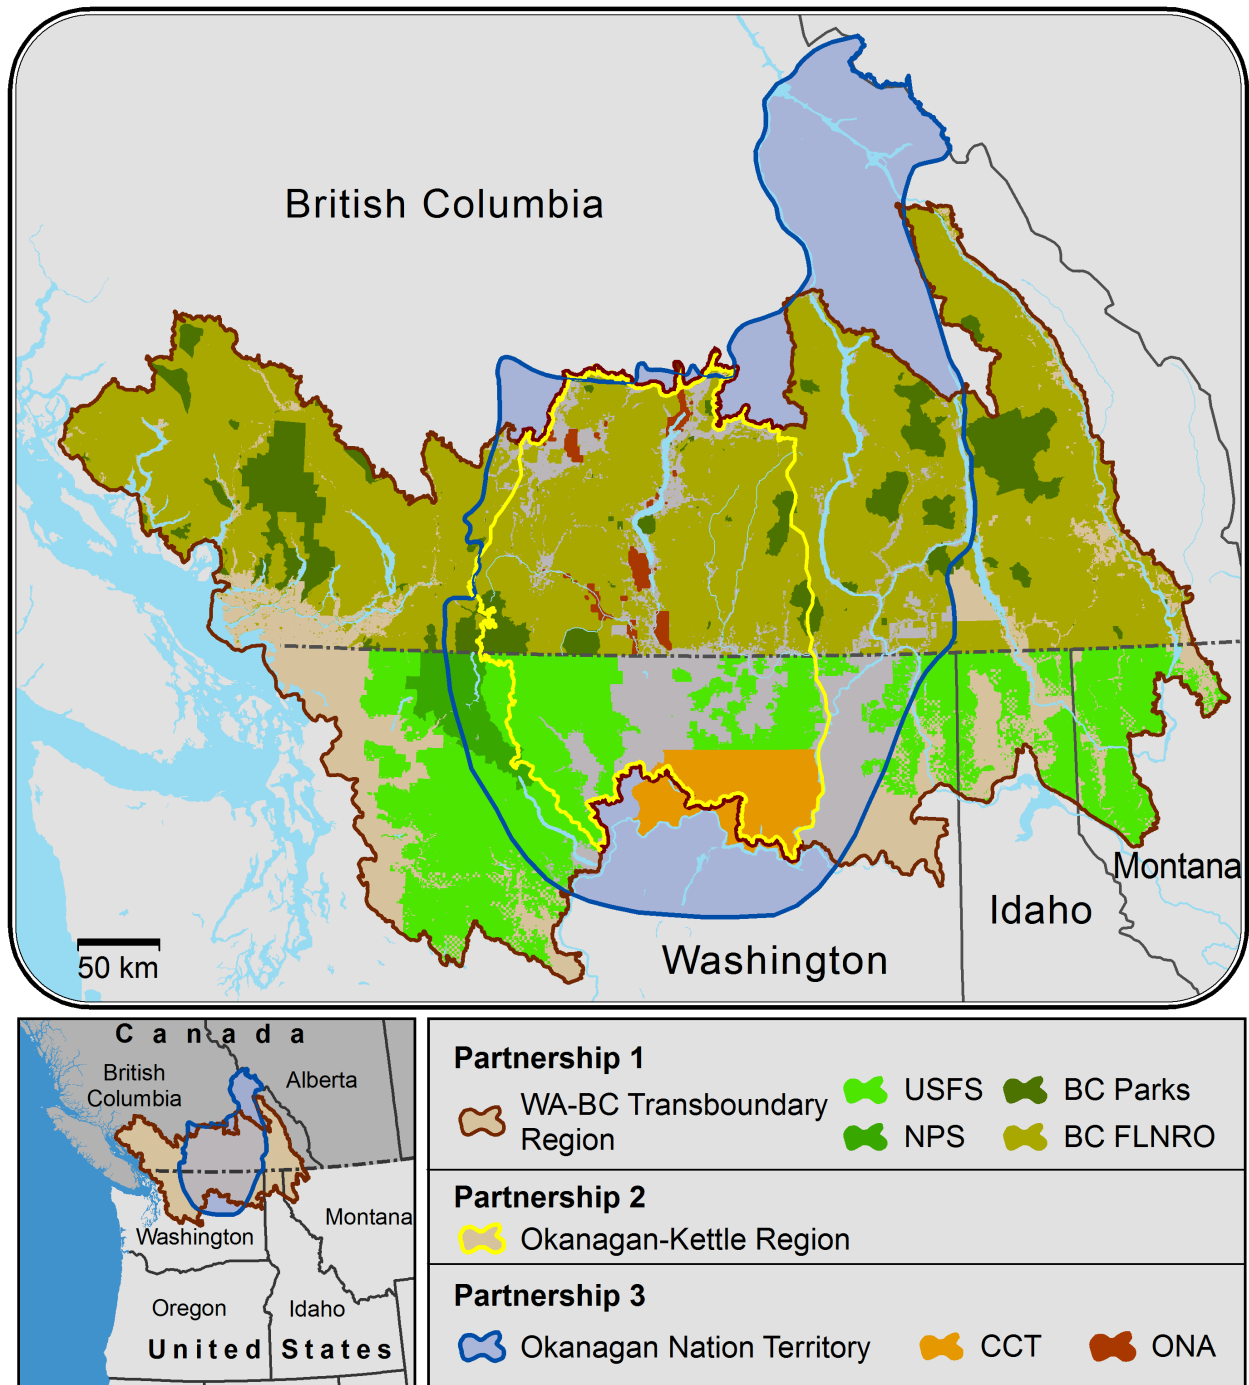 British Columbia
Montana
Idaho
Washington
50 km
Canada
British
Columbia
Alberta
Washington
Montana
Oregon
Idaho
United States
Partnership 1
WA-BC Transboundary
Region
USFS
BC Parks
NPS
BC FLNRO
Partnership 2
Okanagan-Kettle Region
Partnership 3
Okanagan Nation Territory
CCT
ONA